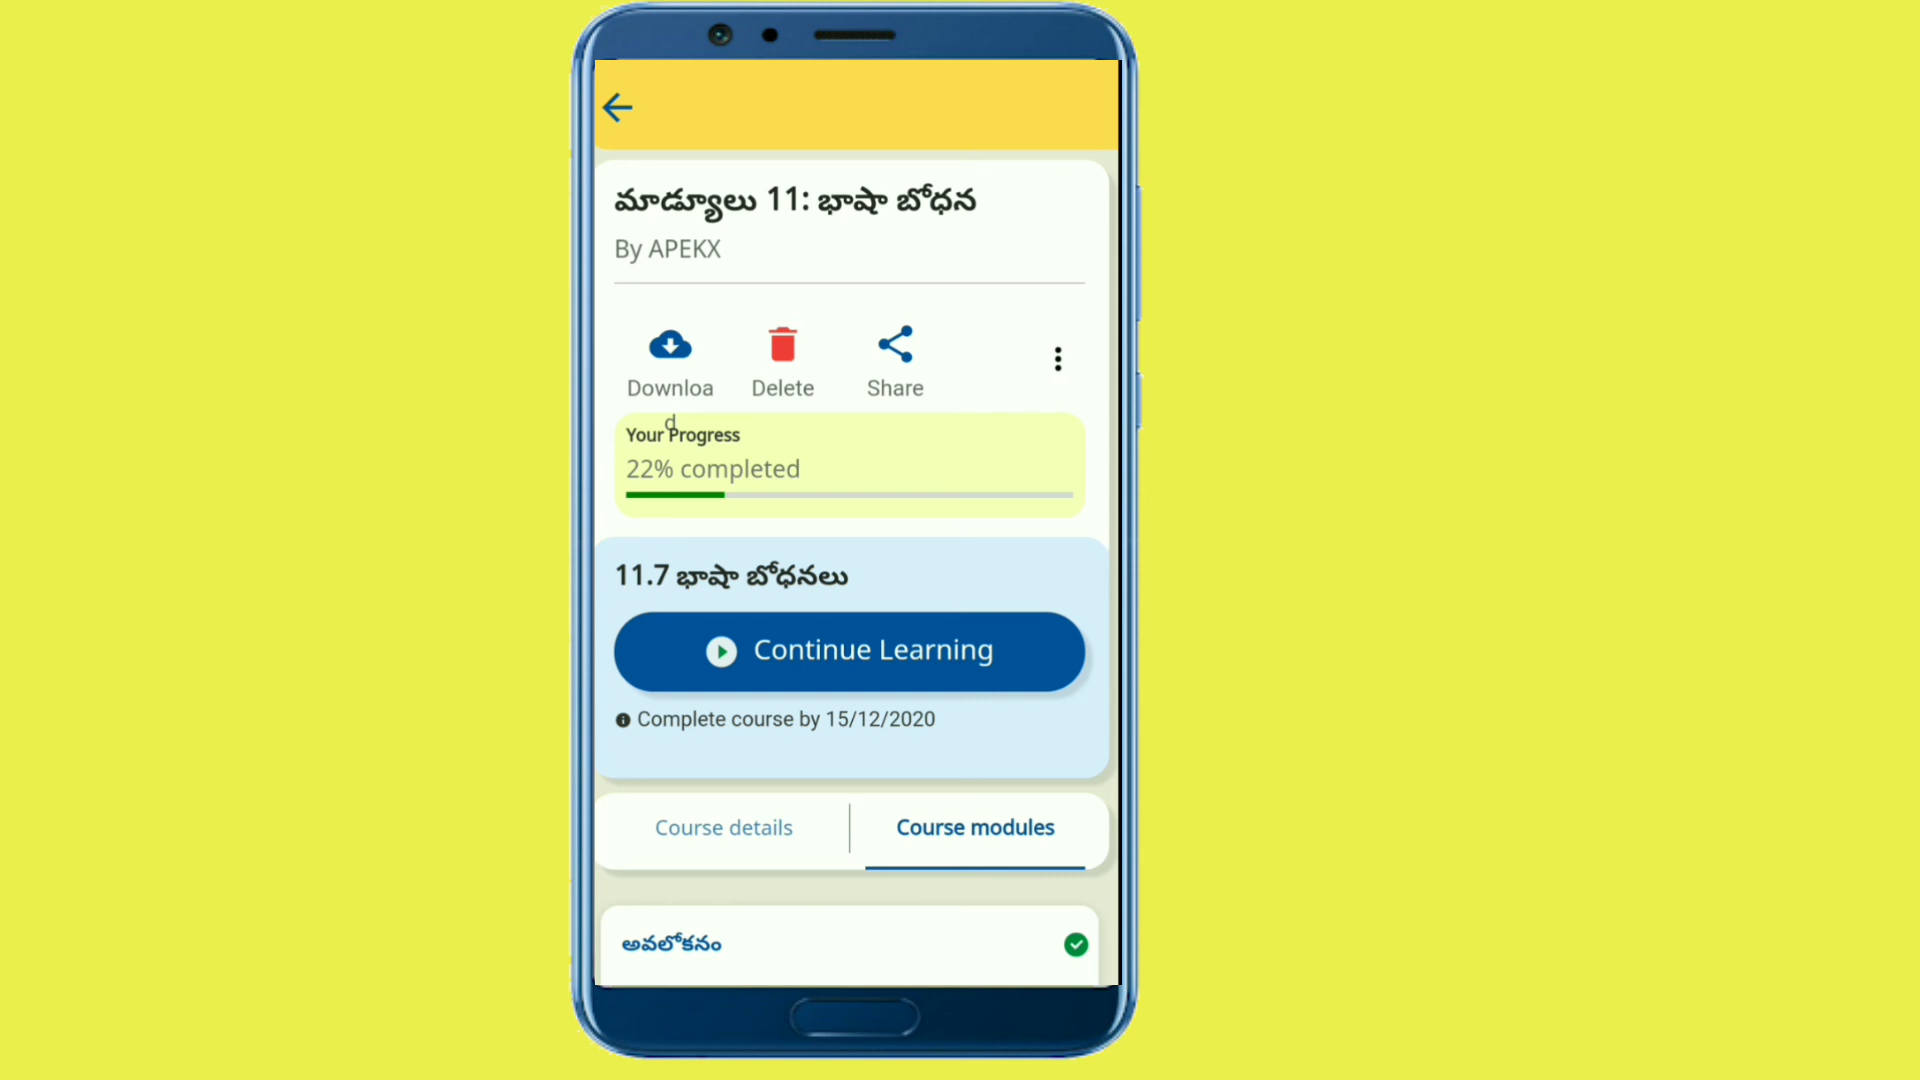 మాడ్యూలు 11: భాషా బోధన
By APEKX
Download
Delete
Share
Your Progress
22% completed
11.7 భాషా బోధనలు
Continue Learning
Complete course by 15/12/2020
Course details
Course modules
అవలోకనం